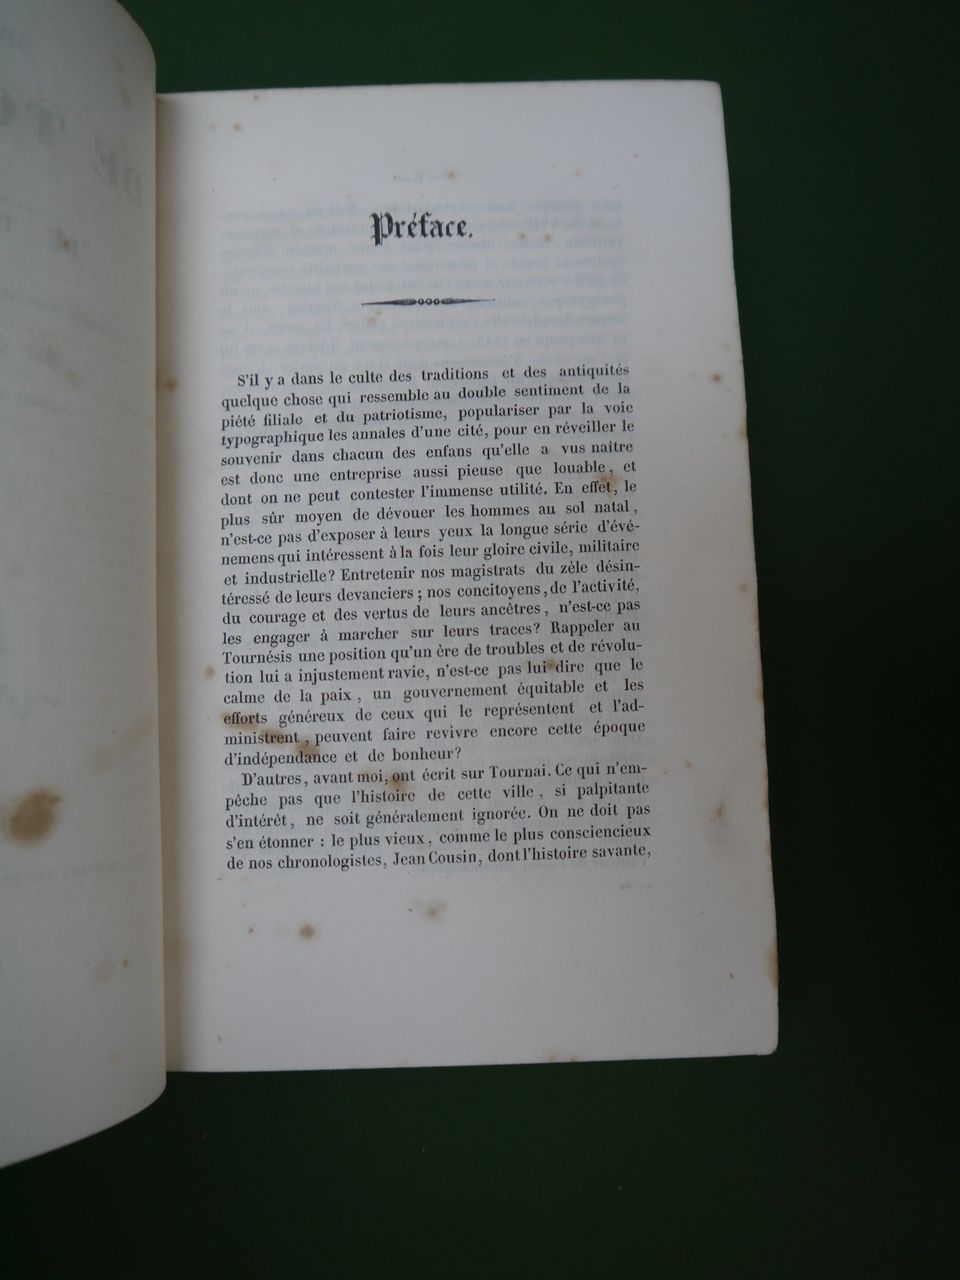 Préface.
S'il y a dans le culte des traditions et des antiquités
quelque chose qui ressemble au double sentiment de la
piété filiale et du patriotisme, populariser par la voie
typographique les annales d'une cité, pour en réveiller le
souvenir dans chacun des enfans qu'elle a vus naître
est donc une entreprise aussi pieuse que louable, et
dont on ne peut contester l'immense utilité. En effet, le
plus sûr moyen de dévouer les hommes au sol natal,
n'est-ce pas d'exposer à leurs yeux la longue série d'évé-
nemens qui intéressent à la fois leur gloire civile, militaire
et industrielle? Entretenir nos magistrats du zèle désin-
téressé de leurs devanciers; nos concitoyens, de l'activité,
du courage et des vertus de leurs ancêtres, n'est-ce pas
les engager à marcher sur leurs traces? Rappeler au
Tournésis une position qu'un ère de troubles et de révolu-
tion lui a injustement ravie, n'est-ce pas lui dire que le
calme de la paix, un gouvernement équitable et les
efforts généreux de ceux qui le représentent et l'ad-
ministrent, peuvent faire revivre encore cette époque
d'indépendance et de bonheur?
D'autres, avant moi, ont écrit sur Tournai. Ce qui n'em-
pêche pas que l'histoire de cette ville, si palpitante
d'intérêt, ne soit généralement ignorée. On ne doit pas
s'en étonner : le plus vieux, comme le plus consciencieux
de nos chronologistes, Jean Cousin, dont l'histoire savante,